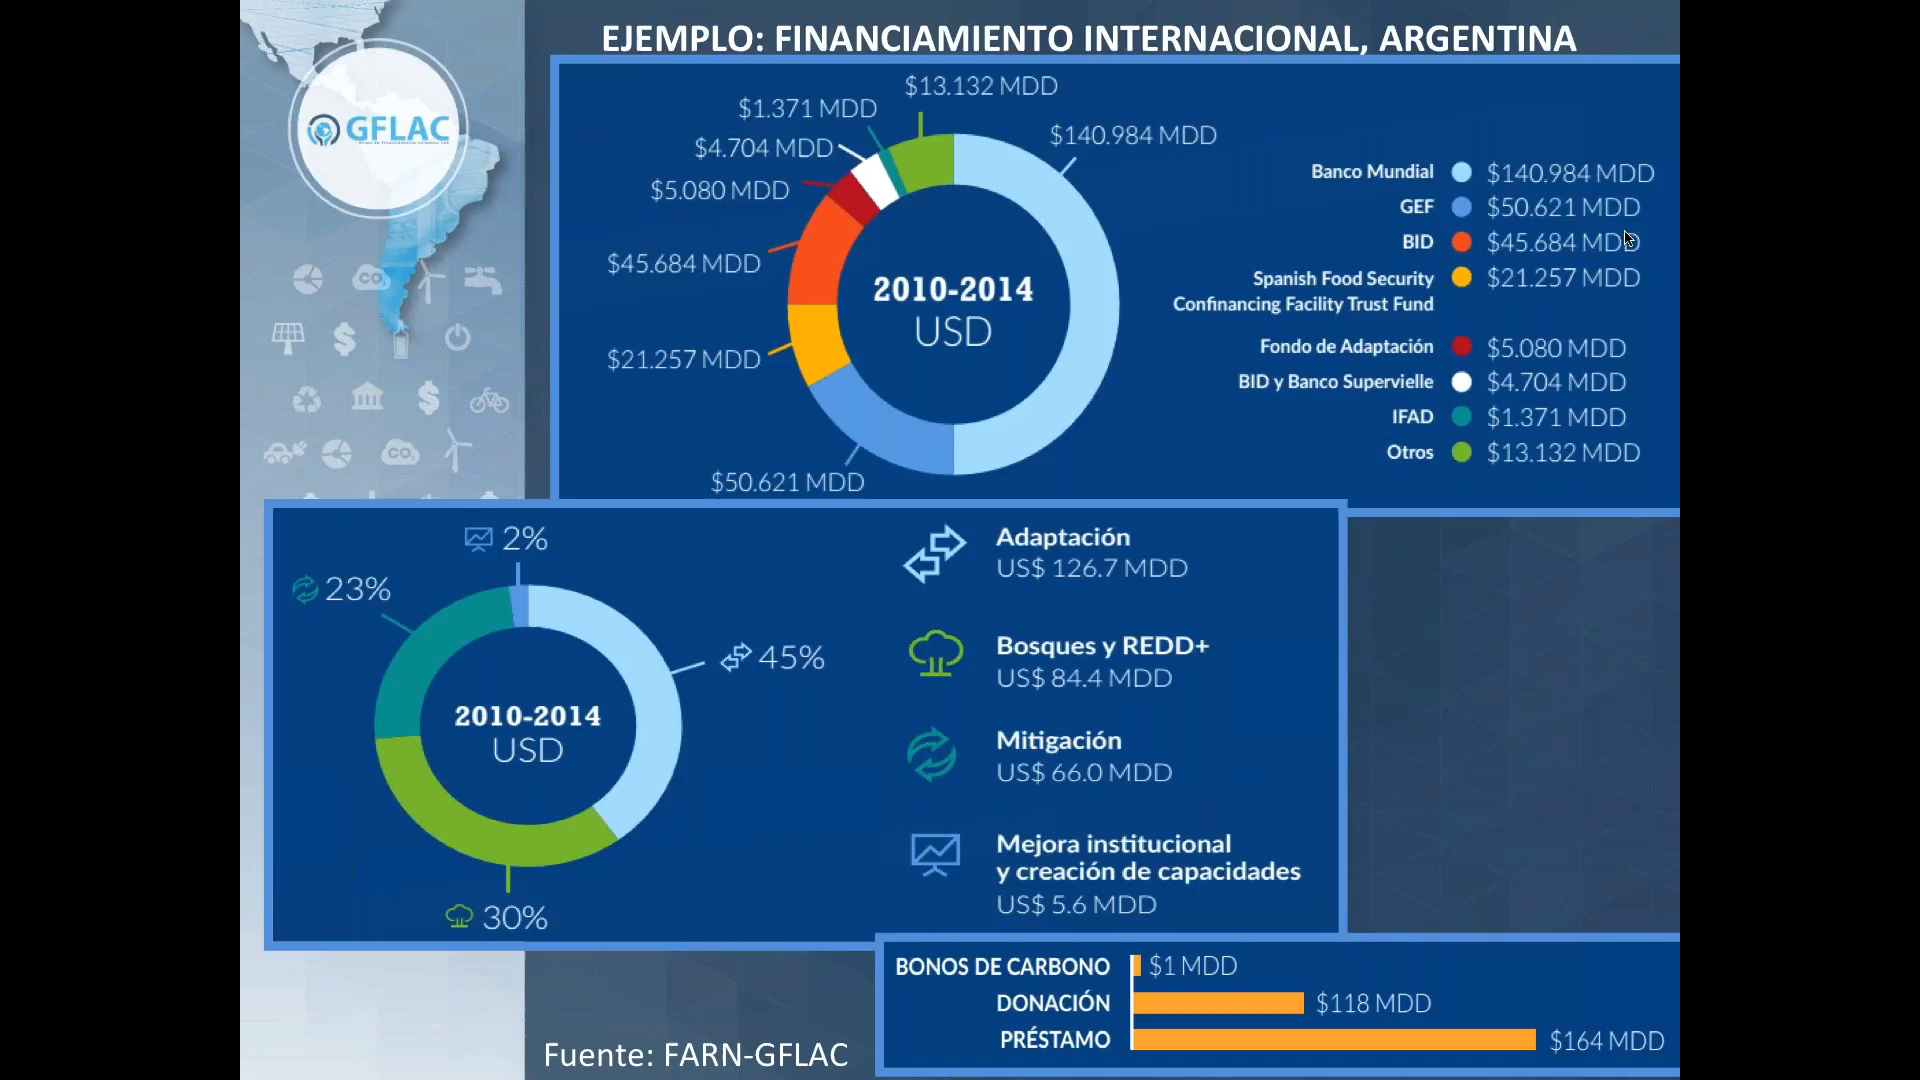 EJEMPLO: FINANCIAMIENTO INTERNACIONAL, ARGENTINA
GFLAC
$13.132 MDD
$1.371 MDD
$140.984 MDD
$4.704 MDD
$5.080 MDD
$45.684 MDD
$21.257 MDD
$50.621 MDD
2010-2014
USD
Banco Mundial $140.984 MDD
GEF $50.621 MDD
BID $45.684 MDD
Spanish Food Security $21.257 MDD
Confinancing Facility Trust Fund
Fondo de Adaptación $5.080 MDD
BID y Banco Supervielle $4.704 MDD
IFAD $1.371 MDD
Otros $13.132 MDD
CO₂
CO₂
2%
23%
45%
30%
2010-2014
USD
Adaptación
US$ 126.7 MDD
Bosques y REDD+
US$ 84.4 MDD
Mitigación
US$ 66.0 MDD
Mejora institucional
y creación de capacidades
US$ 5.6 MDD
BONOS DE CARBONO $1 MDD
DONACIÓN $118 MDD
PRÉSTAMO $164 MDD
Fuente: FARN-GFLAC